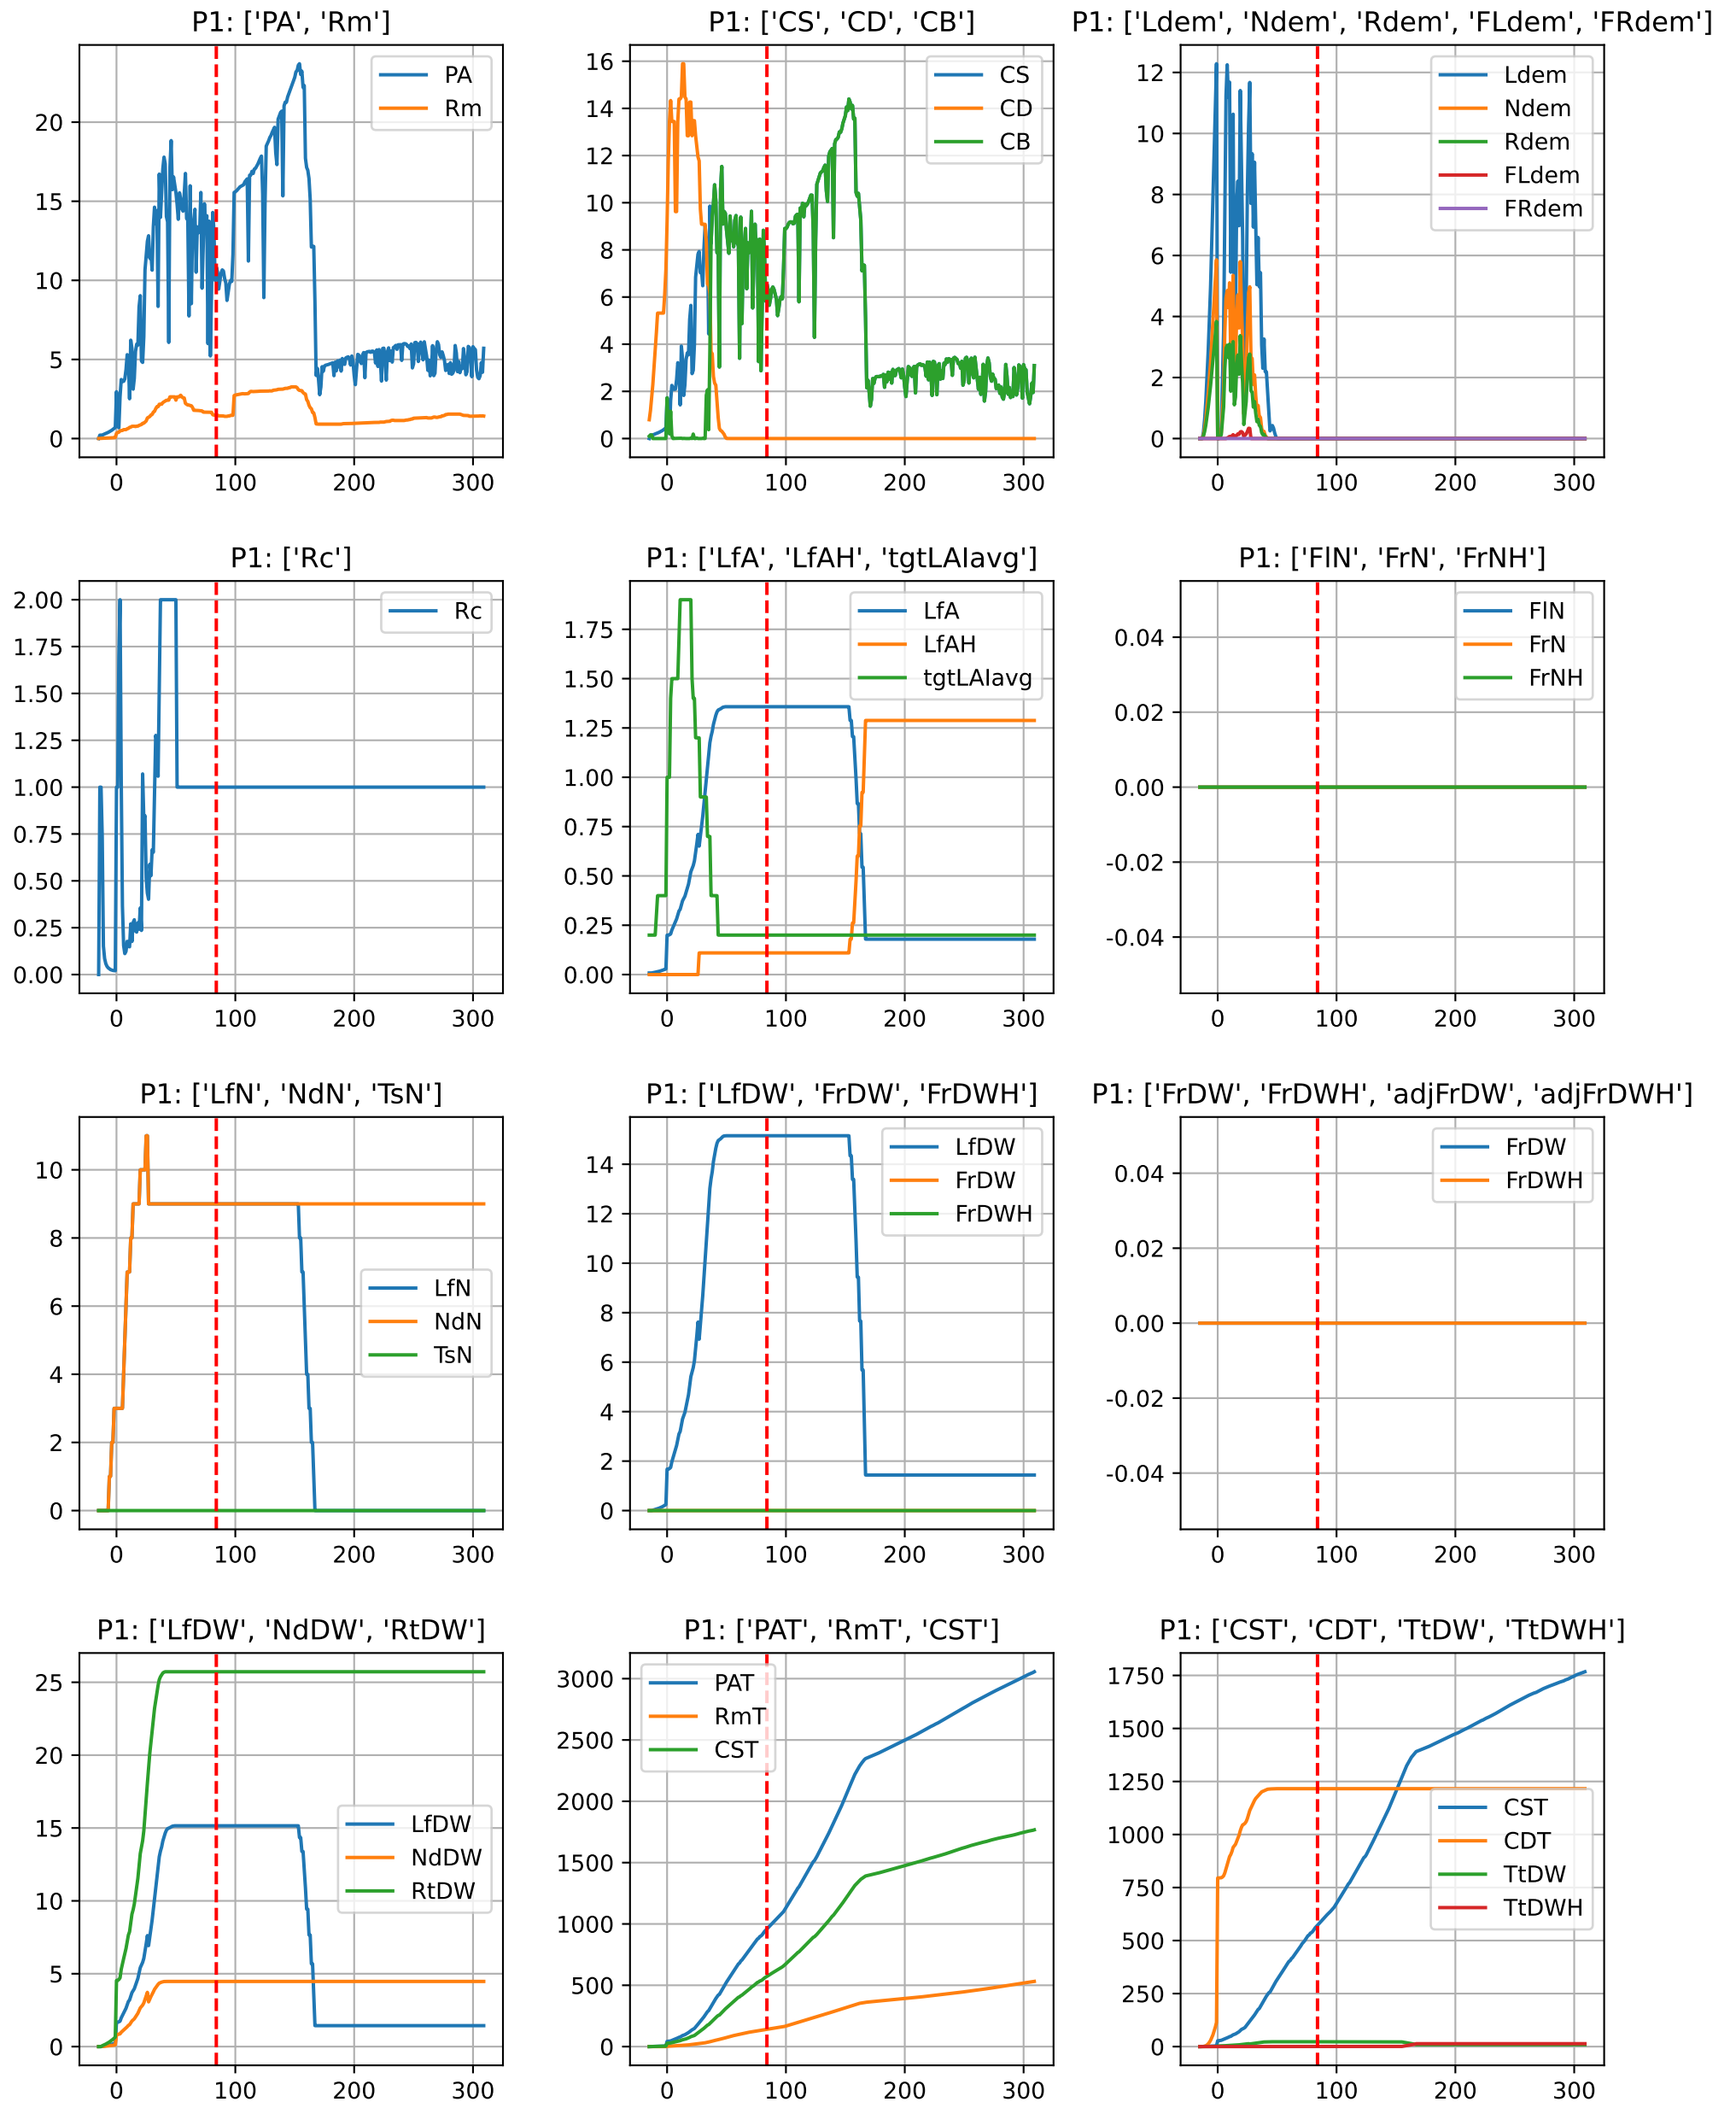 P1: ['PA', 'Rm']
P1: ['CS', 'CD', 'CB']
P1: ['Ldem', 'Ndem', 'Rdem', 'FLdem', 'FRdem']
PA
Rm
20
15
10
5
0
0 100 200 300
CS
CD
CB
16
14
12
10
8
6
4
2
0
0 100 200 300
Ldem
Ndem
Rdem
FLdem
FRdem
12
10
8
6
4
2
0
0 100 200 300
P1: ['Rc']
P1: ['LfA', 'LfAH', 'tgtLAIavg']
P1: ['FlN', 'FrN', 'FrNH']
Rc
2.00
1.75
1.50
1.25
1.00
0.75
0.50
0.25
0.00
0 100 200 300
LfA
LfAH
tgtLAIavg
1.75
1.50
1.25
1.00
0.75
0.50
0.25
0.00
0 100 200 300
FlN
FrN
FrNH
0.04
0.02
0.00
-0.02
-0.04
0 100 200 300
P1: ['LfN', 'NdN', 'TsN']
P1: ['LfDW', 'FrDW', 'FrDWH']
P1: ['FrDW', 'FrDWH', 'adjFrDW', 'adjFrDWH']
10
8
6
4
2
0
LfN
NdN
TsN
0 100 200 300
LfDW
FrDW
FrDWH
14
12
10
8
6
4
2
0
0 100 200 300
FrDW
FrDWH
0.04
0.02
0.00
-0.02
-0.04
0 100 200 300
P1: ['LfDW', 'NdDW', 'RtDW']
P1: ['PAT', 'RmT', 'CST']
P1: ['CST', 'CDT', 'TtDW', 'TtDWH']
25
20
15
10
5
0
LfDW
NdDW
RtDW
0 100 200 300
PAT
RmT
CST
3000
2500
2000
1500
1000
500
0
0 100 200 300
1750
1500
1250
1000
750
500
250
0
CST
CDT
TtDW
TtDWH
0 100 200 300